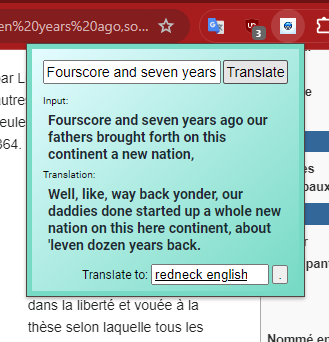 en%20years%20ago,so...
3
par L
autre
eule
364.
Fourscore and seven years
Translate
Input:
Fourscore and seven years ago our
fathers brought forth on this
continent a new nation,
Translation:
Well, like, way back yonder, our
daddies done started up a whole new
nation on this here continent, about
'leven dozen years back.
Translate to:
redneck english
.
es
paux
r
pant
dans la liberté et vouée à la
thèse selon laquelle tous les
Nommé en